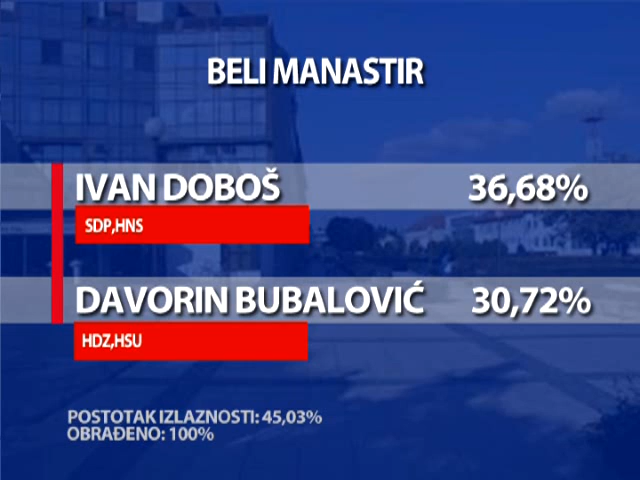 BELI MANASTIR
IVAN DOBOŠ 36,68%
SDP,HNS
DAVORIN BUBALOVIĆ 30,72%
HDZ,HSU
POSTOTAK IZLAZNOSTI: 45,03%
OBRAĐENO: 100%